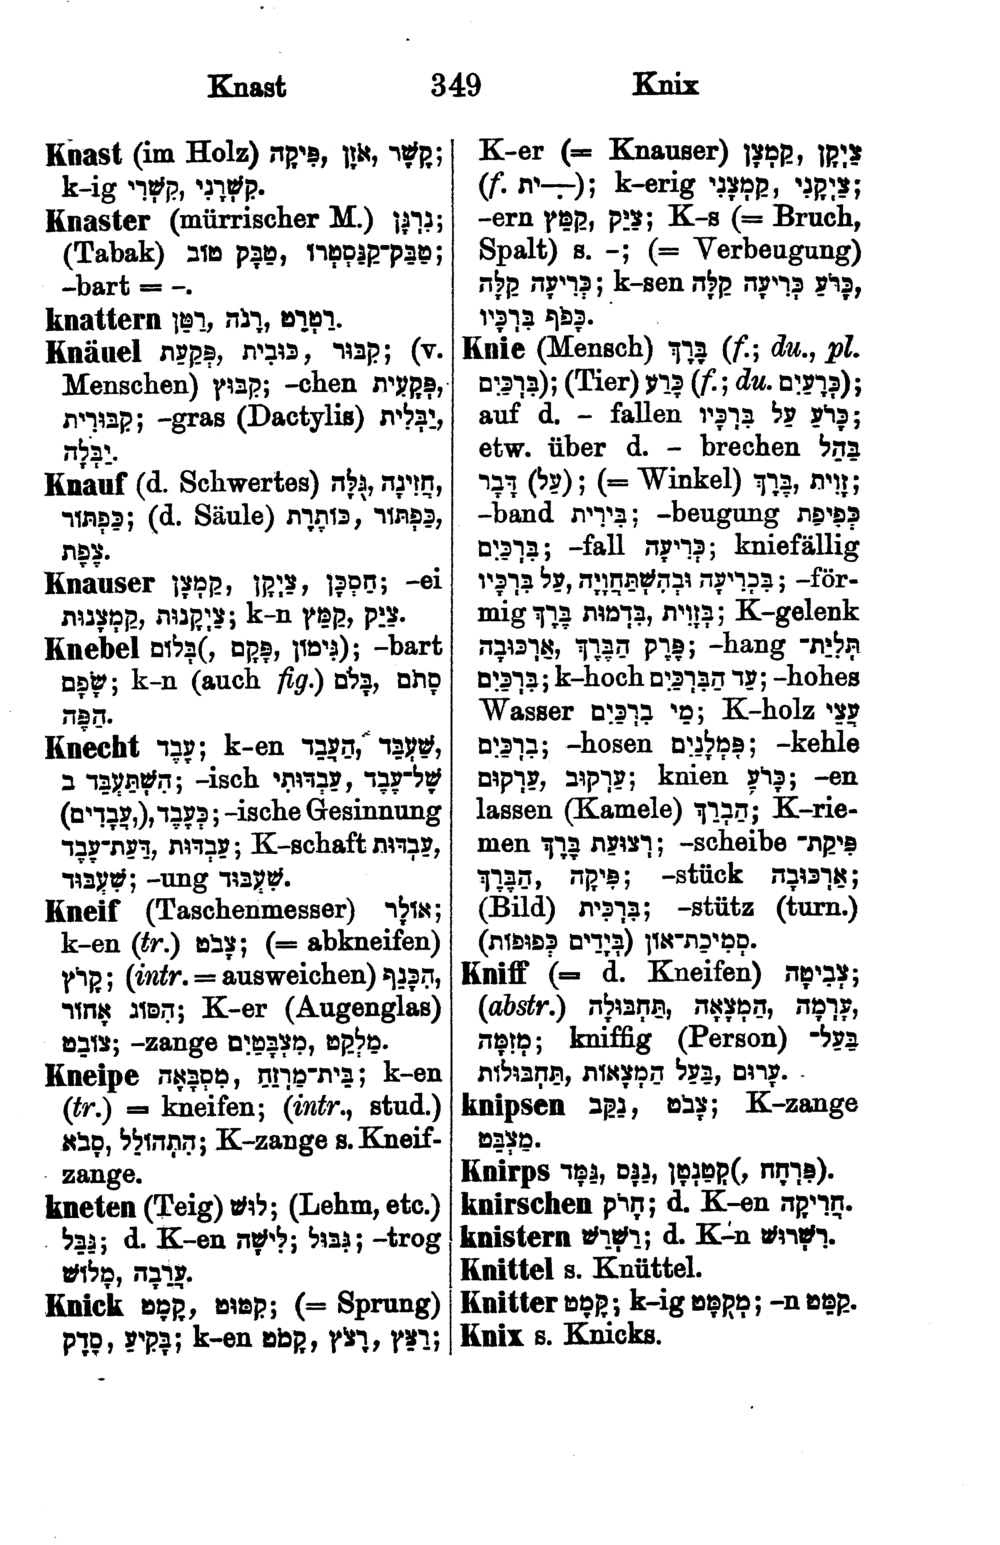 Knast 349 Knix
Knast (im Holz) קֶשֶׁר, אֹזֶן, פִּיקָה;
k-ig קִשְׁרָנִי, קִשְׁרִי.
Knaster (mürrischer M.) נִרְגָּן;
(Tabak) טַבַּק-קְנַסְטְרוֹ, טַבָּק טוֹב;
-bart = -.
knattern רִטְרֵט, רָנֹה, רַטֵּן.
Knäuel קִבּוּר, כּוּבִית, פְּקַעַת; (v.
Menschen) קִבּוּץ; -chen פְּקָעִית,
קִבּוּרִית; -gras (Dactylis) יַבְּלִית,
יַבְּלָה.
Knauf (d. Schwertes) חֲזִינָה, גֻּלָּה,
כַּפְתּוֹר; (d. Säule) כּוֹתֶרֶת, כַּפְתּוֹר,
צֶפֶת.
Knauser חַסְכָּן, צַיְקָן, קַמְצָן; -ei
קַמְצָנוּת, צַיְקָנוּת; k-n צַיֵּק, קַמֵּץ.
Knebel בְּלוֹם(, פָּקָם, גִּימוֹן); -bart
שָׂפָם; k-n (auch fig.) סָתֹם, בָּלֹם
הַפֶּה.
Knecht עֶבֶד; k-en שַׁעְבֵּד, הַעֲבֵד,
הִשְׁתַּעְבֵּד ב; -isch עַבְדּוּתִי, שֶׁל-עֶבֶד
(עֲבָדִים,), כְּעֶבֶד; -ische Gesinnung
עַבְדוּת, דַּעַת-עֶבֶד; K-schaft עַבְדוּת,
שִׁעְבּוּד; -ung שִׁעְבּוּד.
Kneif (Taschenmesser) אוֹלָר;
k-en (tr.) צָבֹט; (= abkneifen)
קָרֹץ; (intr. = ausweichen) הִכָּנֵף,
הִסּוֹג אָחוֹר; K-er (Augenglas)
צוֹבֵט; -zange מֶלְקֵט, מִצְבָּטַיִם.
Kneipe בֵּית-מַרְזֵחַ, מִסְבָּאָה; k-en
(tr.) = kneifen; (intr., stud.)
סָבֹא, הִתְהוֹלֵל; K-zange s. Kneif-
zange.
kneten (Teig) לוּשׁ; (Lehm, etc.)
גַּבֵּל; d. K-en גִּבּוּל; לִישָׁה; -trog
עֲרֵבָה, מָלוֹשׁ.
Knick קִמּוּט, קֶמֶט; (= Sprung)
בְּקִיעַ, סֶדֶק; k-en קָמֹט, רָצֹץ, רַצֵּץ;
K-er (= Knauser) צַיְקָן, קַמְצָן
(f. ־ִית); k-erig צַיְקָנִי, קַמְצָנִי;
-ern צַיֵּק, קַמֵּץ; K-s (= Bruch,
Spalt) s. -; (= Verbeugung)
כְּרִיעָה קַלָּה; k-sen כָּרֹעַ כְּרִיעָה קַלָּה,
כָּפֹף בִּרְכָּיו.
Knie (Mensch) בֶּרֶךְ (f.; du., pl.
בִּרְכַּיִם); (Tier) כֶּרַע (f.; du. כְּרָעַיִם);
auf d. - fallen כָּרֹעַ עַל בִּרְכָּיו;
etw. über d. - brechen בַּהֵל
(עַל) דָּבָר; (= Winkel) זָוִית, בֶּרֶךְ;
-band בִּירִית; -beugung כְּפִיפַת
בִּרְכַּיִם; -fall כְּרִיעָה; kniefällig
בִּכְרִיעָה וּבְהִשְׁתַּחֲוָיָה, עַל בִּרְכָּיו; -för-
mig בְּזָוִית, בִּדְמוּת בֶּרֶךְ; K-gelenk
פֶּרֶק הַבֶּרֶךְ, אַרְכּוּבָה; -hang תְּלִיַּת-
בִּרְכַּיִם; k-hoch עַד הַבִּרְכַּיִם; -hohes
Wasser מֵי בִרְכַּיִם; K-holz עֲצֵי
בִרְכַּיִם; -hosen פְּמַלְנִיִּם; -kehle
עַרְקוּב, עַרְקוּם; knien כָּרֹעַ; -en
lassen (Kamele) הַבְרֵךְ; K-rie-
men רְצוּעַת בֶּרֶךְ; -scheibe פִּיקַת-
הַבֶּרֶךְ, פִּיקָה; -stück אַרְכּוּבָה;
(Bild) בִּרְכִּית; -stütz (turn.)
סְמִיכַת-אוֹן (בְּיָדַיִם כְּפוּפוֹת).
Kniff (= d. Kneifen) צְבִיטָה;
(abstr.) עָרְמָה, הַמְצָאָה, תַּחְבּוּלָה,
מְזִמָּה; kniffig (Person) בַּעַל-
עָרוּם, בַּעַל הַמְצָאוֹת, תַּחְבּוּלוֹת.
knipsen צָבֹט, נַקֵּב; K-zange
מַצְבֵּט.
Knirps גַּמָּד, נַנָּס, קְטַנְטָן(, פִּרְחָח).
knirschen חָרֹק; d. K-en חֲרִיקָה.
knistern רַשְׁרֵשׁ; d. K-n רִשְׁרוּשׁ.
Knittel s. Knüttel.
Knitter קֶמֶט; k-ig מְקֻמָּט; -n קַמֵּט.
Knix s. Knicks.